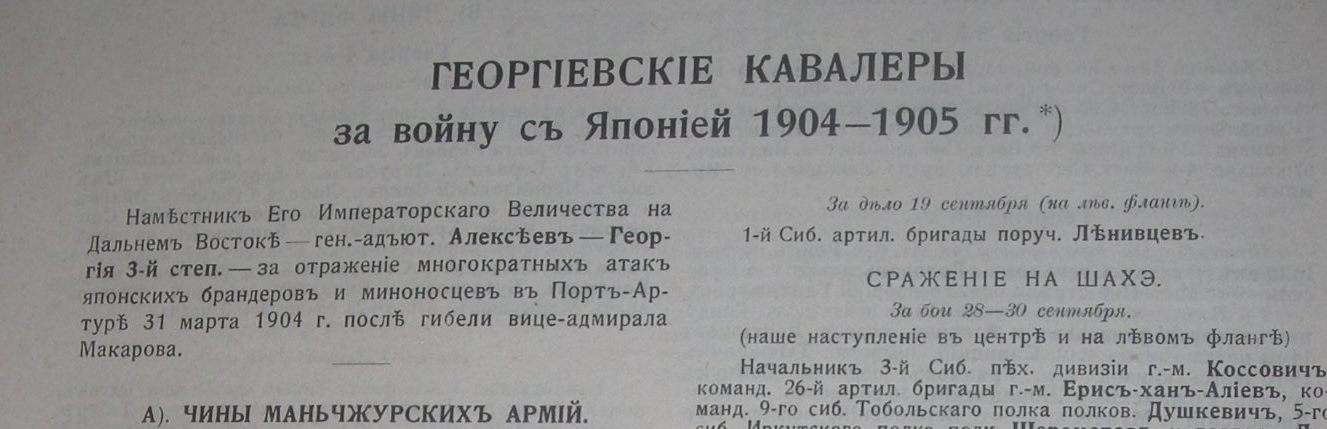 ГЕОРГІЕВСКІЕ КАВАЛЕРЫ
за войну съ Японіей 1904—1905 гг. *)
Намѣстникъ Его Императорскаго Величества на
Дальнемъ Востокѣ — ген.-адъют. Алексѣевъ — Геор-
гія 3-й степ. — за отраженіе многократныхъ атакъ
японскихъ брандеровъ и миноносцевъ въ Портъ-Ар-
турѣ 31 марта 1904 г. послѣ гибели вице-адмирала
Макарова.
А). ЧИНЫ МАНЬЧЖУРСКИХЪ АРМІЙ.
За дѣло 19 сентября (на лѣв. флангѣ).
1-й Сиб. артил. бригады поруч. Лѣнивцевъ.
СРАЖЕНІЕ НА ШАХЭ.
За бои 28—30 сентября.
(наше наступленіе въ центрѣ и на лѣвомъ флангѣ)
Начальникъ 3-й Сиб. пѣх. дивизіи г.-м. Коссовичъ
команд. 26-й артил. бригады г.-м. Ерисъ-ханъ-Аліевъ, ко-
манд. 9-го сиб. Тобольскаго полка полков. Душкевичъ, 5-го